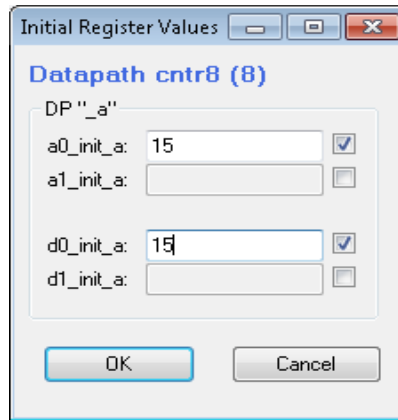 Initial Register Values
Datapath cntr8 (8)
DP "_a"
a0_init_a: 15
a1_init_a:
d0_init_a: 15
d1_init_a:
OK Cancel